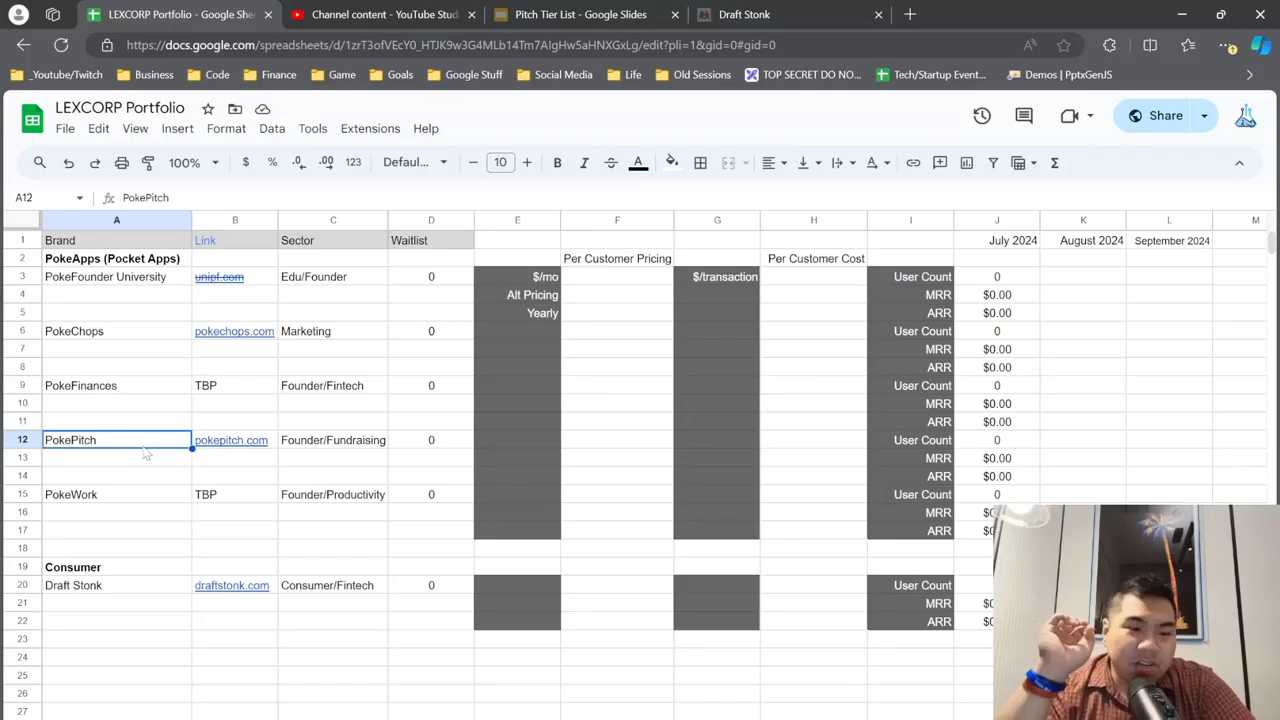 LEXCORP Portfolio - Google She
Channel content - YouTube Stud
Pitch Tier List - Google Slides
Draft Stonk
https://docs.google.com/spreadsheets/d/1zrT3ofVEcY0_HTJK9w3G4MLb14Tm7AIgHw5aHNXGxLg/edit?pli=1&gid=0#gid=0
_Youtube/Twitch Business Code Finance Game Goals Google Stuff Social Media Life Old Sessions TOP SECRET DO NO... Tech/Startup Event... Demos | PptxGenJS
LEXCORP Portfolio
File Edit View Insert Format Data Tools Extensions Help
Share
100% $ % .0 .00 123 Defaul... 10 B I A
A12 PokePitch
A B C D E F G H I J K L M
1 Brand Link Sector Waitlist July 2024 August 2024 September 2024
2 PokeApps (Pocket Apps) Per Customer Pricing Per Customer Cost
3 PokeFounder University unipf.com Edu/Founder 0 $/mo $/transaction User Count 0
4 Alt Pricing MRR $0.00
5 Yearly ARR $0.00
6 PokeChops pokechops.com Marketing 0 User Count 0
7 MRR $0.00
8 ARR $0.00
9 PokeFinances TBP Founder/Fintech 0 User Count 0
10 MRR $0.00
11 ARR $0.00
12 PokePitch pokepitch.com Founder/Fundraising 0 User Count 0
13 MRR $0.00
14 ARR $0.00
15 PokeWork TBP Founder/Productivity 0 User Count 0
16 MRR
17 ARR
18
19 Consumer
20 Draft Stonk draftstonk.com Consumer/Fintech 0 User Count
21 MRR
22 ARR
23
24
25
26
27